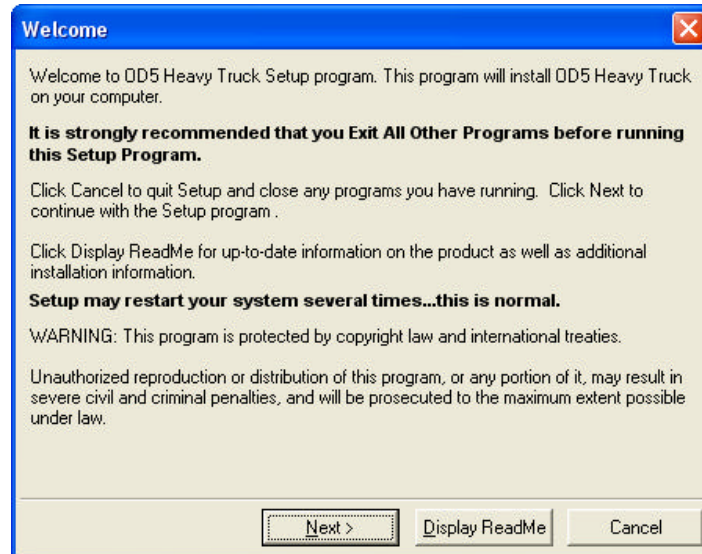 Welcome
Welcome to OD5 Heavy Truck Setup program. This program will install OD5 Heavy Truck
on your computer.
It is strongly recommended that you Exit All Other Programs before running
this Setup Program.
Click Cancel to quit Setup and close any programs you have running.  Click Next to
continue with the Setup program .
Click Display ReadMe for up-to-date information on the product as well as additional
installation information.
Setup may restart your system several times...this is normal.
WARNING: This program is protected by copyright law and international treaties.
Unauthorized reproduction or distribution of this program, or any portion of it, may result in
severe civil and criminal penalties, and will be prosecuted to the maximum extent possible
under law.
Next >
Display ReadMe
Cancel